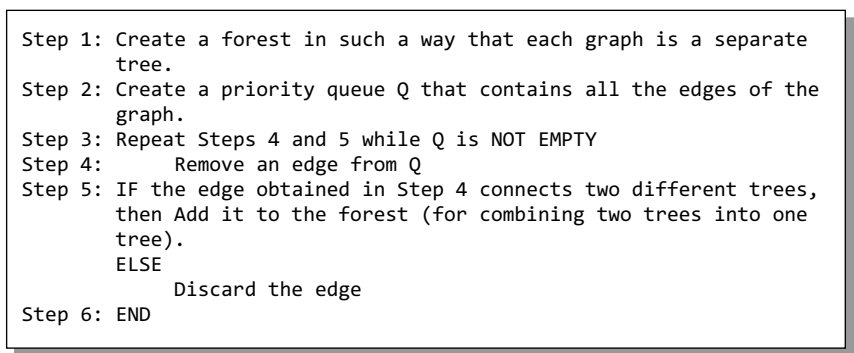 Step 1: Create a forest in such a way that each graph is a separate
tree.
Step 2: Create a priority queue Q that contains all the edges of the
graph.
Step 3: Repeat Steps 4 and 5 while Q is NOT EMPTY
Step 4: Remove an edge from Q
Step 5: IF the edge obtained in Step 4 connects two different trees,
then Add it to the forest (for combining two trees into one
tree).
ELSE
Discard the edge
Step 6: END